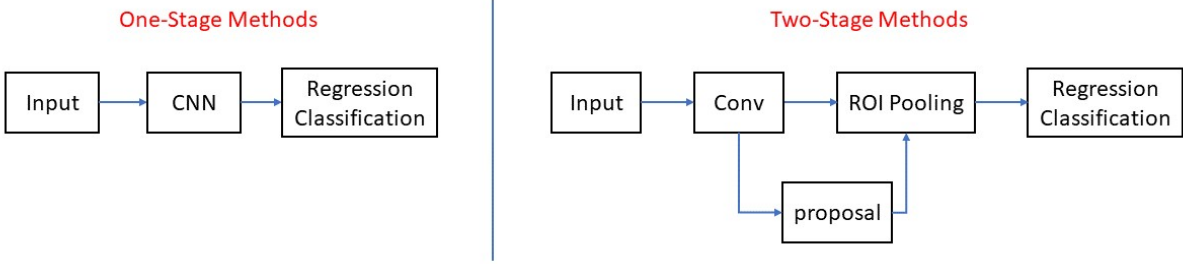 One-Stage Methods
Input
CNN
Regression
Classification
Two-Stage Methods
Input
Conv
ROI Pooling
Regression
Classification
proposal